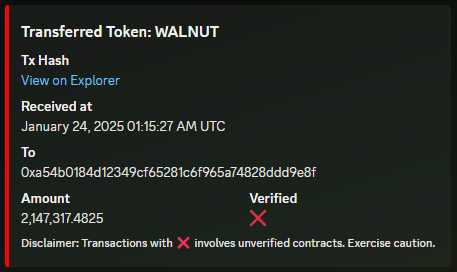 Transferred Token: WALNUT
Tx Hash
View on Explorer
Received at
January 24, 2025 01:15:27 AM UTC
To
0xa54b0184d12349cf65281c6f965a74828ddd9e8f
Amount Verified
2,147,317.4825 ❌
Disclaimer: Transactions with ❌ involves unverified contracts. Exercise caution.